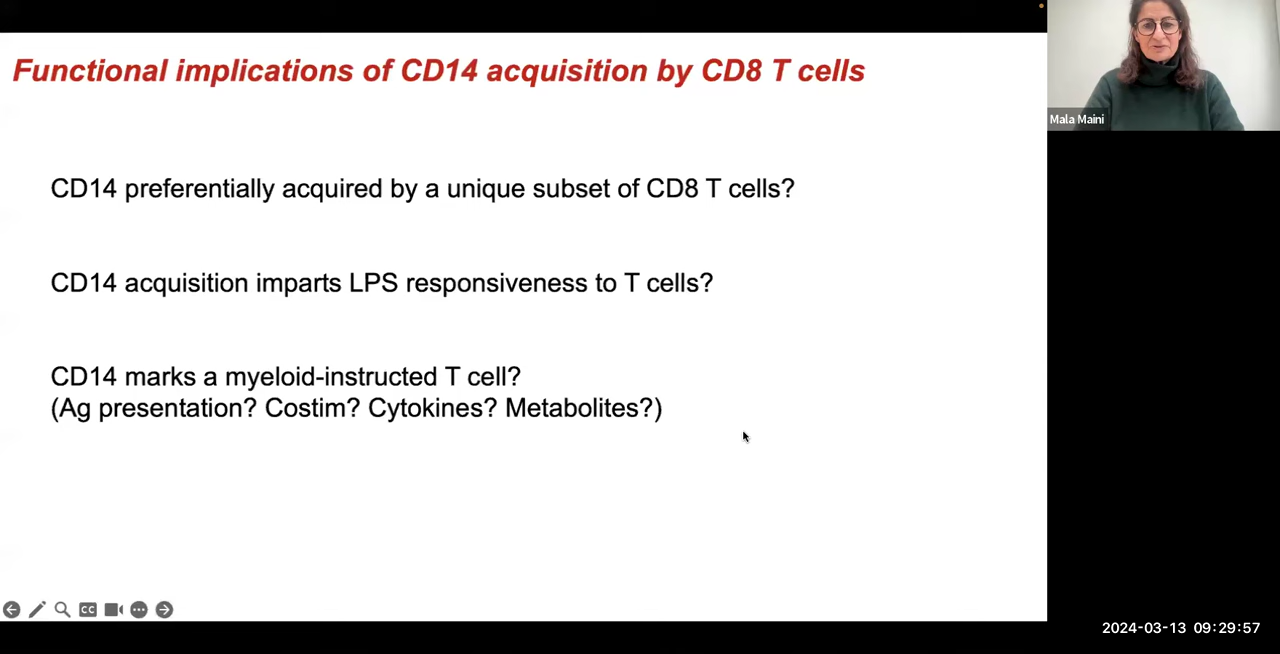 Functional implications of CD14 acquisition by CD8 T cells
Mala Maini
CD14 preferentially acquired by a unique subset of CD8 T cells?
CD14 acquisition imparts LPS responsiveness to T cells?
CD14 marks a myeloid-instructed T cell?
(Ag presentation? Costim? Cytokines? Metabolites?)
CC
2024-03-13 09:29:57